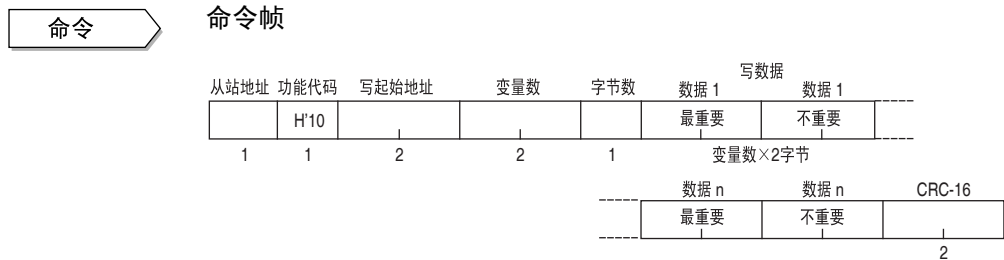 命令
命令帧
写数据
从站地址 功能代码 写起始地址 变量数 字节数 数据 1 数据 1
H'10 最重要 不重要
1 1 2 2 1 变量数×2字节
数据 n 数据 n CRC-16
最重要 不重要
2